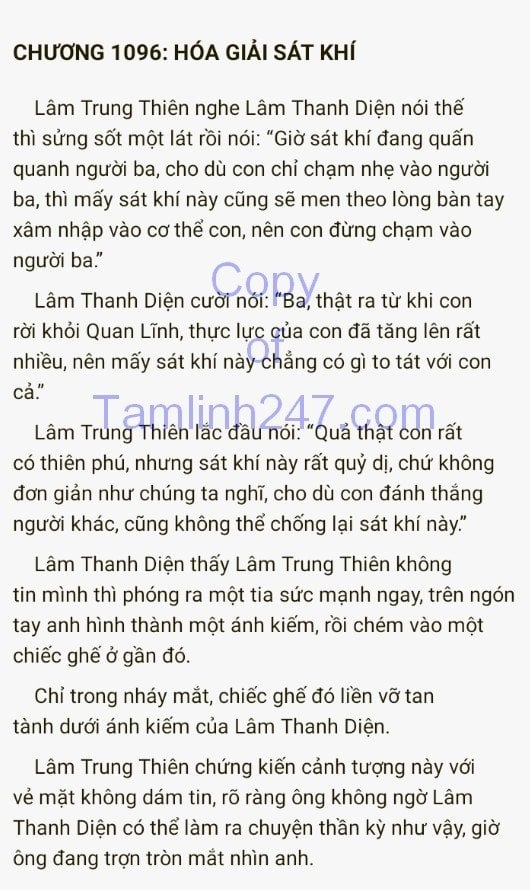 CHƯƠNG 1096: HÓA GIẢI SÁT KHÍ
Lâm Trung Thiên nghe Lâm Thanh Diện nói thế
thì sửng sốt một lát rồi nói: “Giờ sát khí đang quấn
quanh người ba, cho dù con chỉ chạm nhẹ vào người
ba, thì mấy sát khí này cũng sẽ men theo lòng bàn tay
xâm nhập vào cơ thể con, nên con đừng chạm vào
người ba.”
Lâm Thanh Diện cười nói: “Ba, thật ra từ khi con
rời khỏi Quan Lĩnh, thực lực của con đã tăng lên rất
nhiều, nên mấy sát khí này chẳng có gì to tát với con
cả.”
Lâm Trung Thiên lắc đầu nói: “Quả thật con rất
có thiên phú, nhưng sát khí này rất quỷ dị, chứ không
đơn giản như chúng ta nghĩ, cho dù con đánh thắng
người khác, cũng không thể chống lại sát khí này.”
Lâm Thanh Diện thấy Lâm Trung Thiên không
tin mình thì phóng ra một tia sức mạnh ngay, trên ngón
tay anh hình thành một ánh kiếm, rồi chém vào một
chiếc ghế ở gần đó.
Chỉ trong nháy mắt, chiếc ghế đó liền vỡ tan
tành dưới ánh kiếm của Lâm Thanh Diện.
Lâm Trung Thiên chứng kiến cảnh tượng này với
vẻ mặt không dám tin, rõ ràng ông không ngờ Lâm
Thanh Diện có thể làm ra chuyện thần kỳ như vậy, giờ
ông đang trợn tròn mắt nhìn anh.
Copy
of
Tamlinh247.com